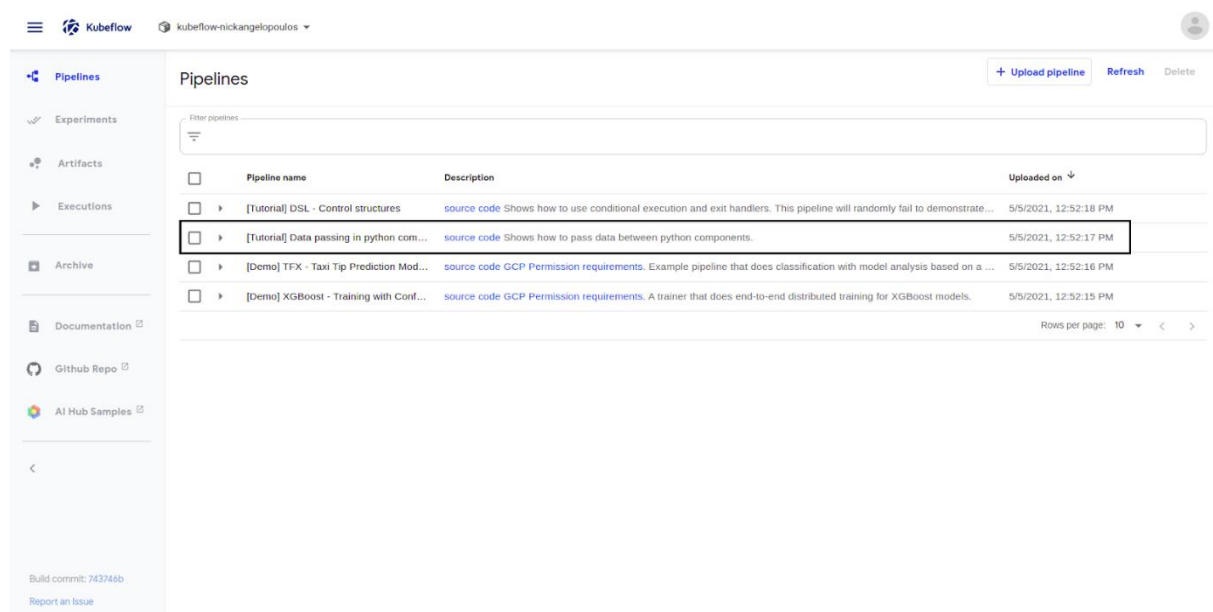 Kubeflow
kubeflow-nickangelopoulos
Pipelines
Experiments
Artifacts
Executions
Archive
Documentation
Github Repo
AI Hub Samples
Build commit: 743746b
Report an Issue
Pipelines
+ Upload pipeline Refresh Delete
Filter pipelines
Pipeline name Description Uploaded on
[Tutorial] DSL - Control structures source code Shows how to use conditional execution and exit handlers. This pipeline will randomly fail to demonstrate... 5/5/2021, 12:52:18 PM
[Tutorial] Data passing in python com... source code Shows how to pass data between python components. 5/5/2021, 12:52:17 PM
[Demo] TFX - Taxi Tip Prediction Mod... source code GCP Permission requirements. Example pipeline that does classification with model analysis based on a ... 5/5/2021, 12:52:16 PM
[Demo] XGBoost - Training with Conf... source code GCP Permission requirements. A trainer that does end-to-end distributed training for XGBoost models. 5/5/2021, 12:52:15 PM
Rows per page: 10